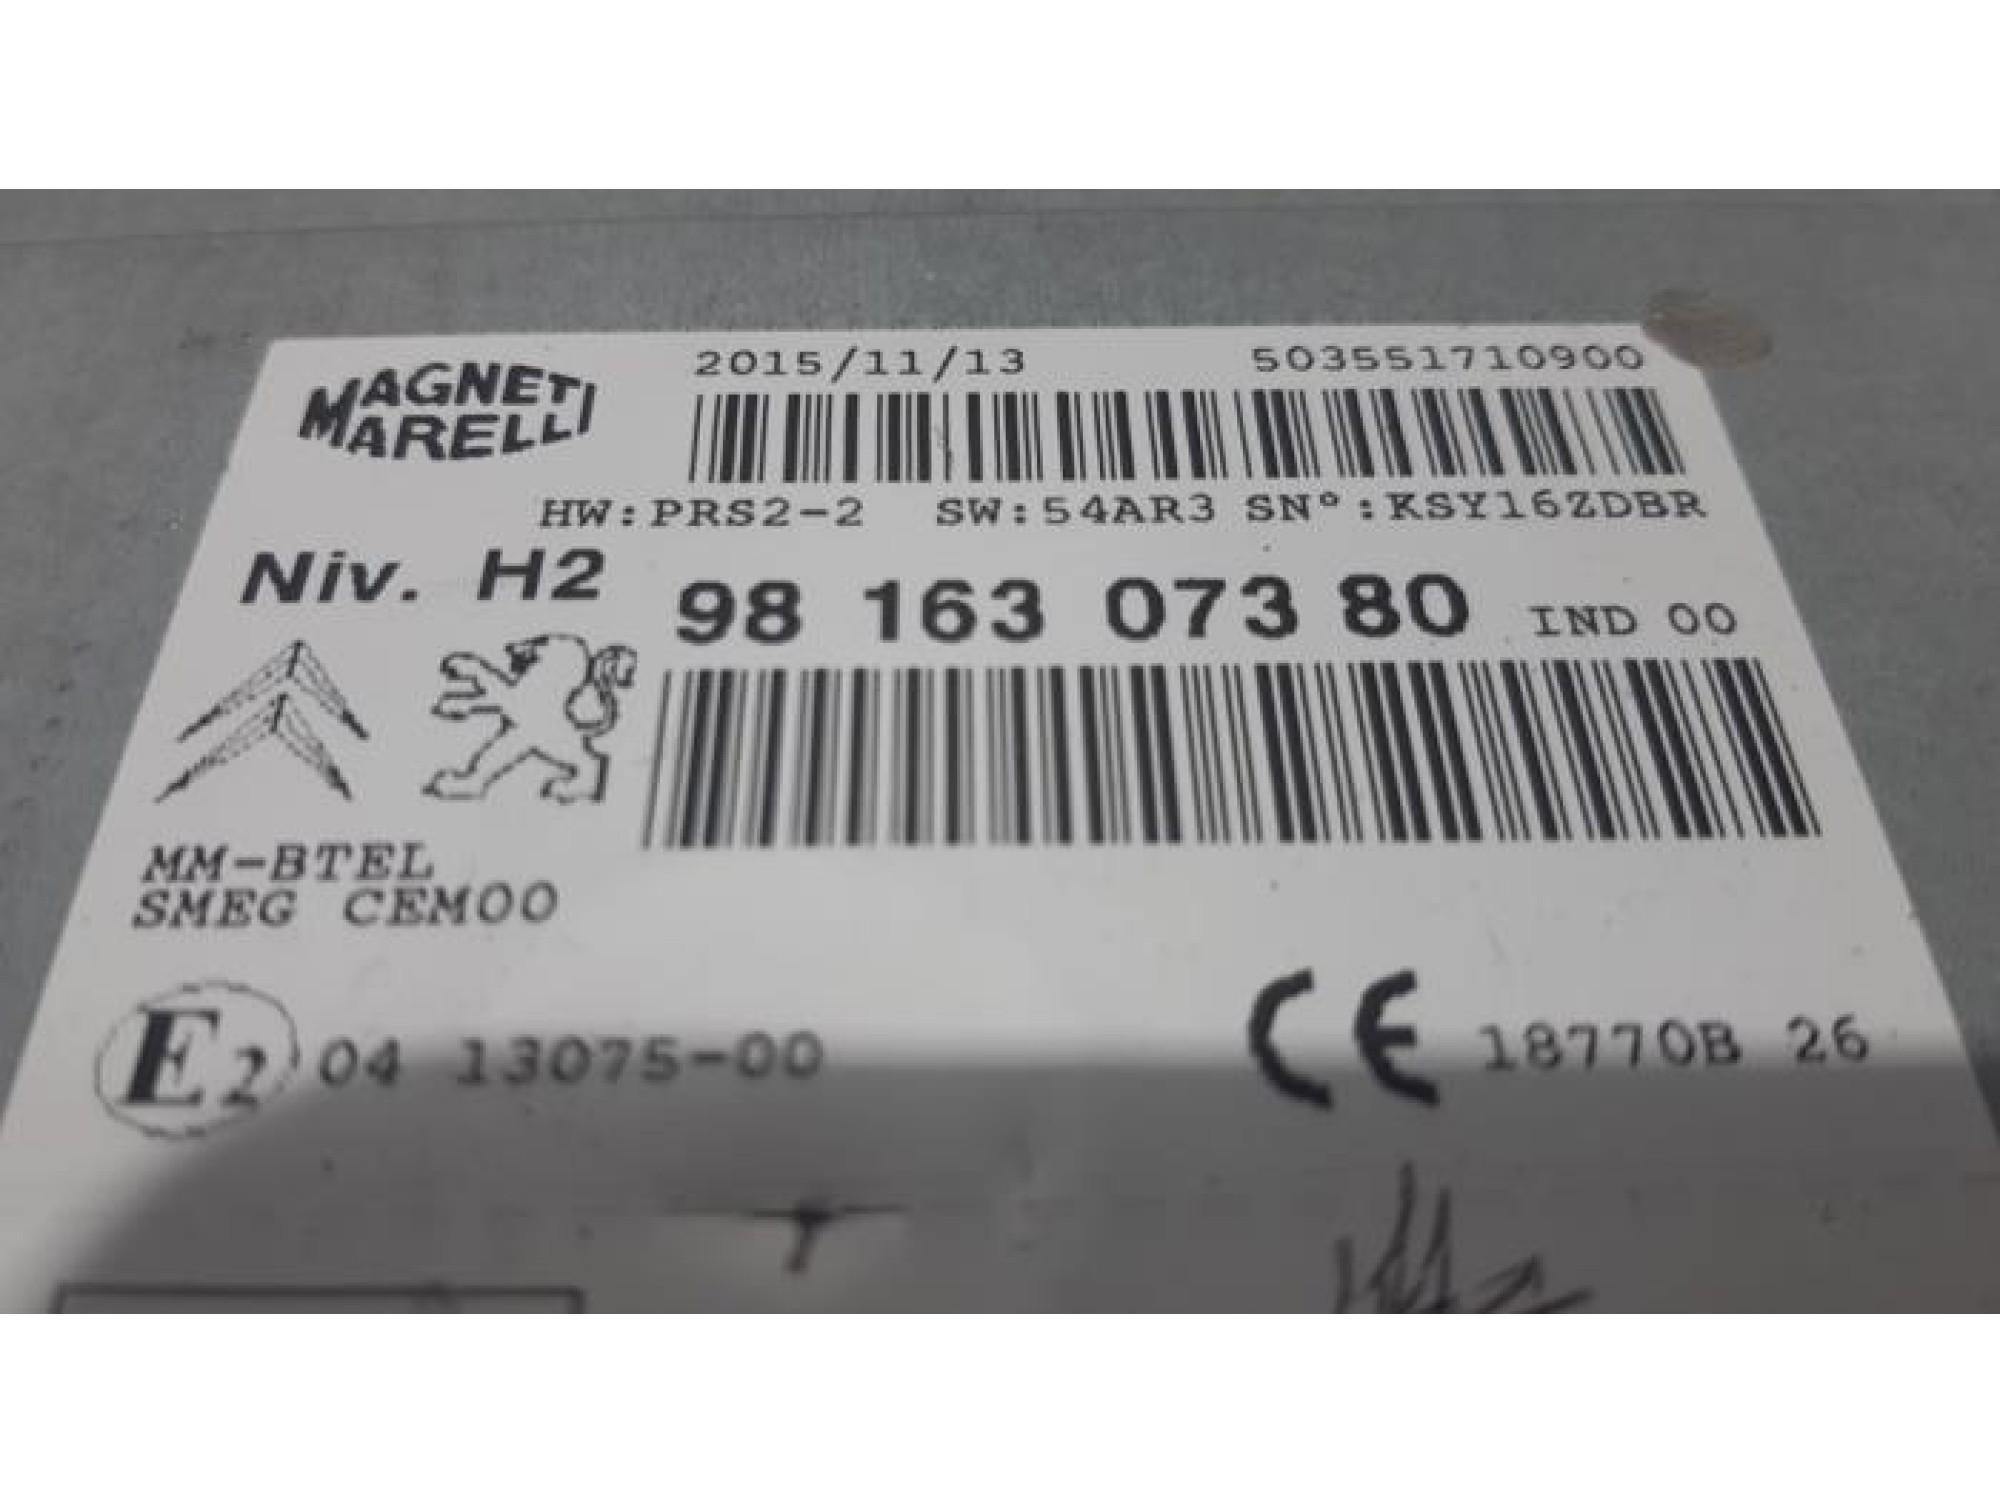 MAGNETI MARELLI
2015/11/13 503551710900
HW:PRS2-2 SW:54AR3 SN°:KSY16ZDBR
Niv. H2
98 163 073 80 IND 00
MM-BTEL
SMEG CEM00
E2 04 13075-00
CE 18770B 26